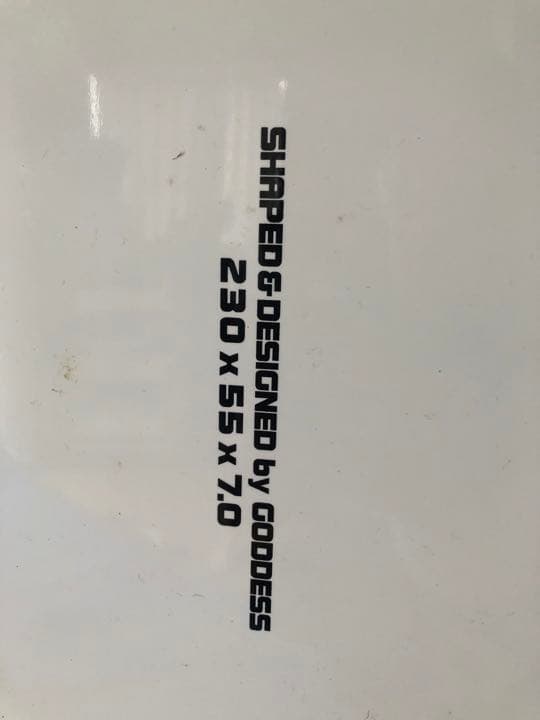 SHAPED & DESIGNED by GODDESS
230 x 55 x 7.0